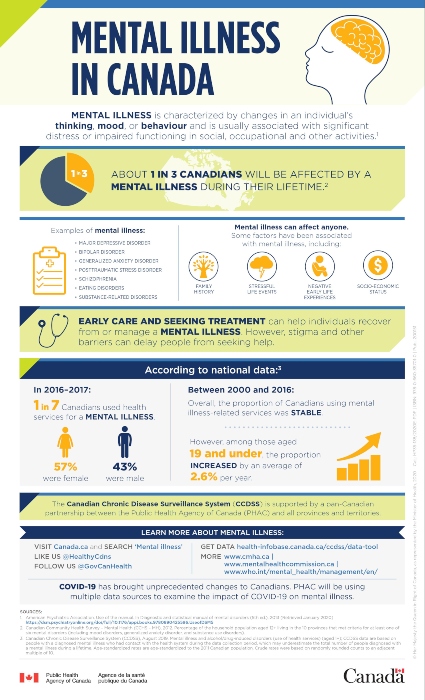 MENTAL ILLNESS
IN CANADA
MENTAL ILLNESS is characterized by changes in an individual's
thinking, mood, or behaviour and is usually associated with significant
distress or impaired functioning in social, occupational and other activities.¹
1 in 3
ABOUT 1 IN 3 CANADIANS WILL BE AFFECTED BY A
MENTAL ILLNESS DURING THEIR LIFETIME.²
Examples of mental illness:
• MAJOR DEPRESSIVE DISORDER
• BIPOLAR DISORDER
• GENERALIZED ANXIETY DISORDER
• POSTTRAUMATIC STRESS DISORDER
• SCHIZOPHRENIA
• EATING DISORDERS
• SUBSTANCE-RELATED DISORDERS
Mental illness can affect anyone.
Some factors have been associated
with mental illness, including:
FAMILY
HISTORY
STRESSFUL
LIFE EVENTS
NEGATIVE
EARLY LIFE
EXPERIENCES
SOCIO-ECONOMIC
STATUS
EARLY CARE AND SEEKING TREATMENT can help individuals recover
from or manage a MENTAL ILLNESS. However, stigma and other
barriers can delay people from seeking help.
According to national data:³
In 2016–2017:
1 in 7 Canadians used health
services for a MENTAL ILLNESS.
57%
were female
43%
were male
Between 2000 and 2016:
Overall, the proportion of Canadians using mental
illness-related services was STABLE.
However, among those aged
19 and under, the proportion
INCREASED by an average of
2.6% per year.
The Canadian Chronic Disease Surveillance System (CCDSS) is supported by a pan-Canadian
partnership between the Public Health Agency of Canada (PHAC) and all provinces and territories
LEARN MORE ABOUT MENTAL ILLNESS:
VISIT Canada.ca and SEARCH 'Mental illness'
LIKE US @HealthyCdns
FOLLOW US @GovCanHealth
GET DATA health-infobase.canada.ca/ccdss/data-tool
MORE www.cmha.ca |
www.mentalhealthcommission.ca |
www.who.int/mental_health/management/en/
COVID-19 has brought unprecedented changes to Canadians. PHAC will be using
multiple data sources to examine the impact of COVID-19 on mental illness.
SOURCES:
Public Health
Agency of Canada
Agence de la santé
publique du Canada
Canada